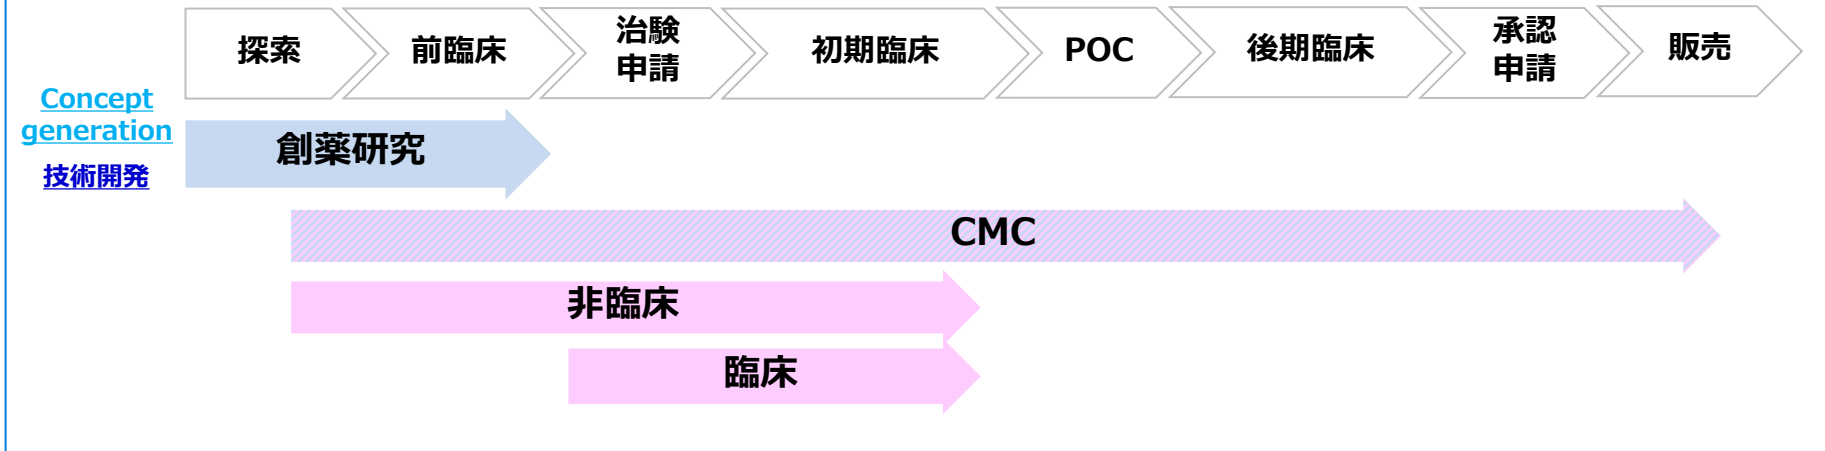 探索
前臨床
治験
申請
初期臨床
POC
後期臨床
承認
申請
販売
Concept
generation
技術開発
創薬研究
CMC
非臨床
臨床